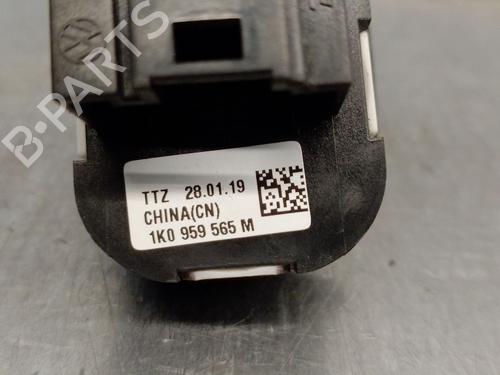 B-PARTS
TTZ 28.01.19
CHINA(CN)
1K0 959 565 M